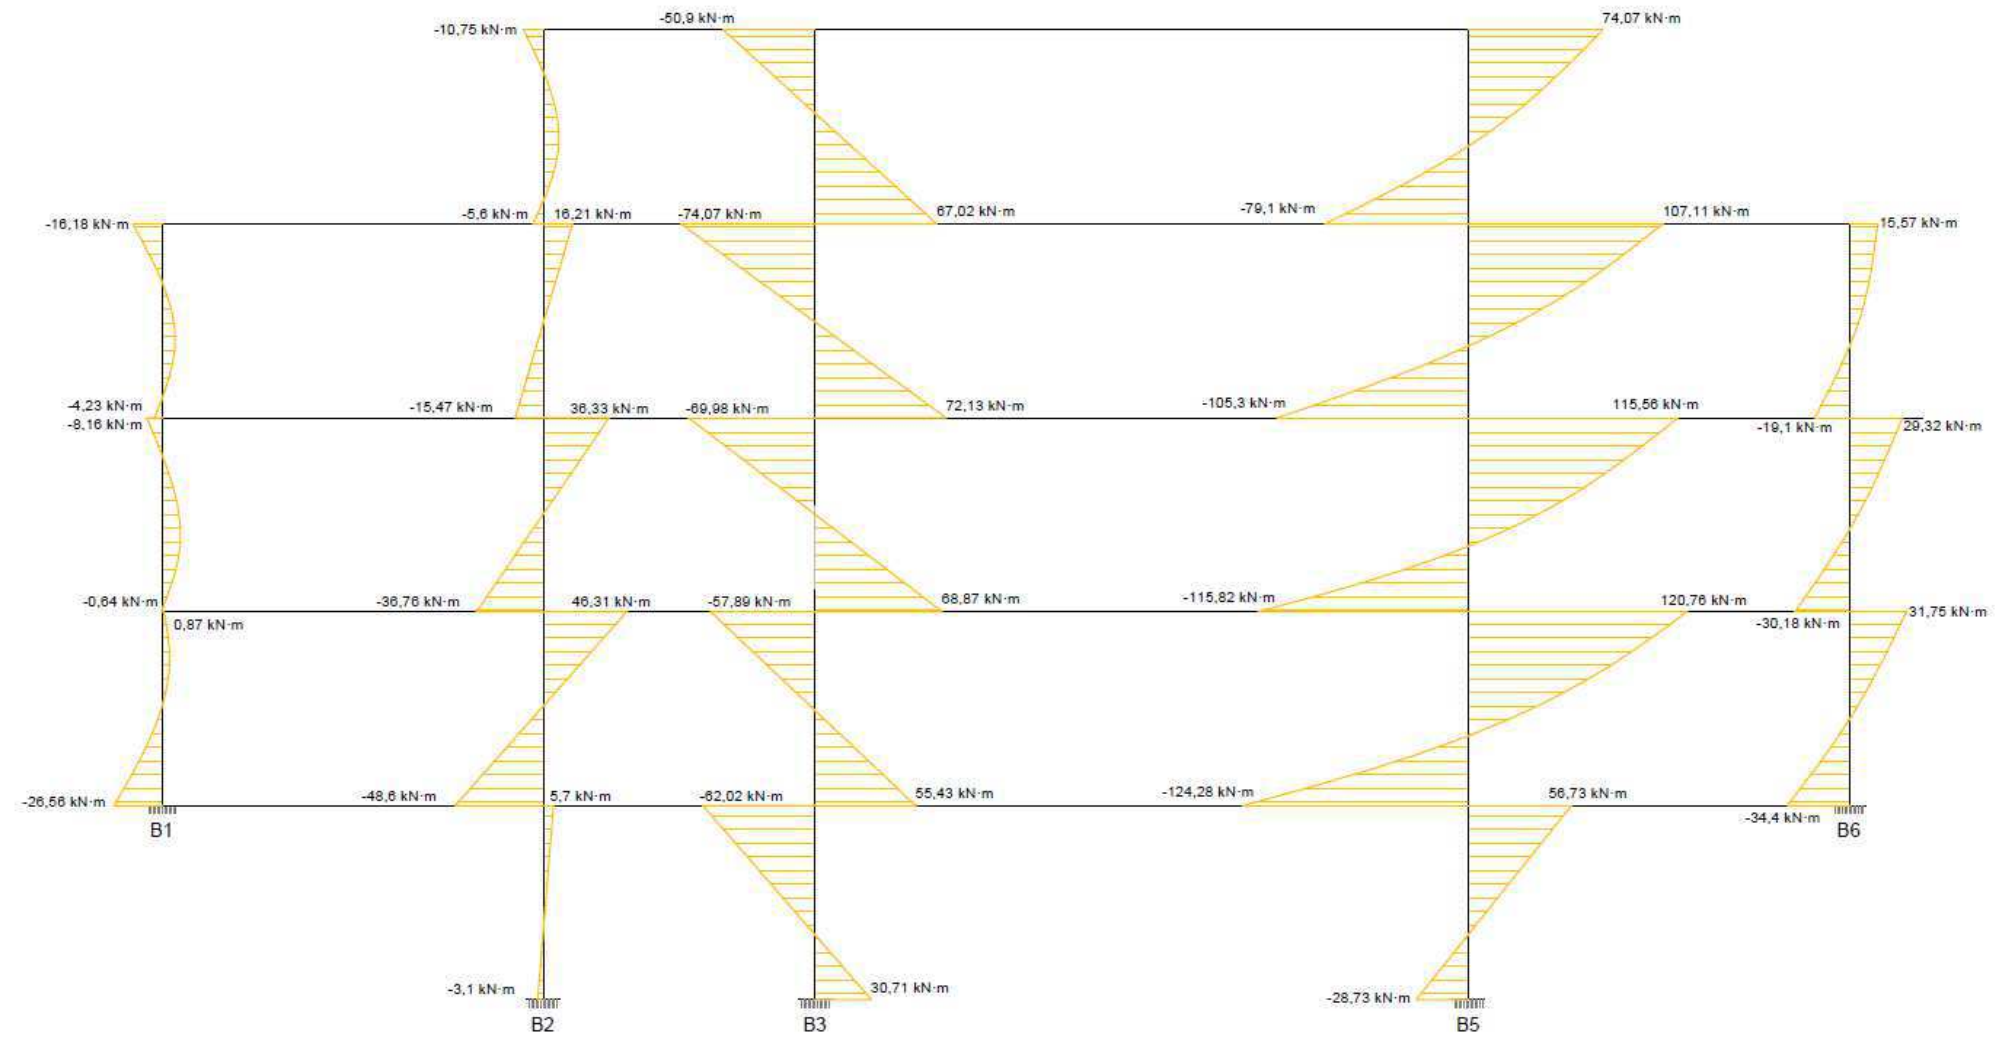 -50,9 kN·m
74,07 kN·m
-10,75 kN·m
-5,6 kN·m
16,21 kN·m
-74,07 kN·m
67,02 kN·m
-79,1 kN·m
107,11 kN·m
-16,18 kN·m
15,57 kN·m
-4,23 kN·m
-15,47 kN·m
36,33 kN·m
-69,98 kN·m
72,13 kN·m
-105,3 kN·m
115,56 kN·m
-8,16 kN·m
-19,1 kN·m
29,32 kN·m
-0,64 kN·m
-36,76 kN·m
46,31 kN·m
-57,89 kN·m
68,87 kN·m
-115,82 kN·m
120,76 kN·m
0,87 kN·m
-30,18 kN·m
31,75 kN·m
-26,56 kN·m
-48,6 kN·m
5,7 kN·m
-62,02 kN·m
55,43 kN·m
-124,28 kN·m
56,73 kN·m
-34,4 kN·m
B1
B6
-3,1 kN·m
30,71 kN·m
-28,73 kN·m
B2
B3
B5